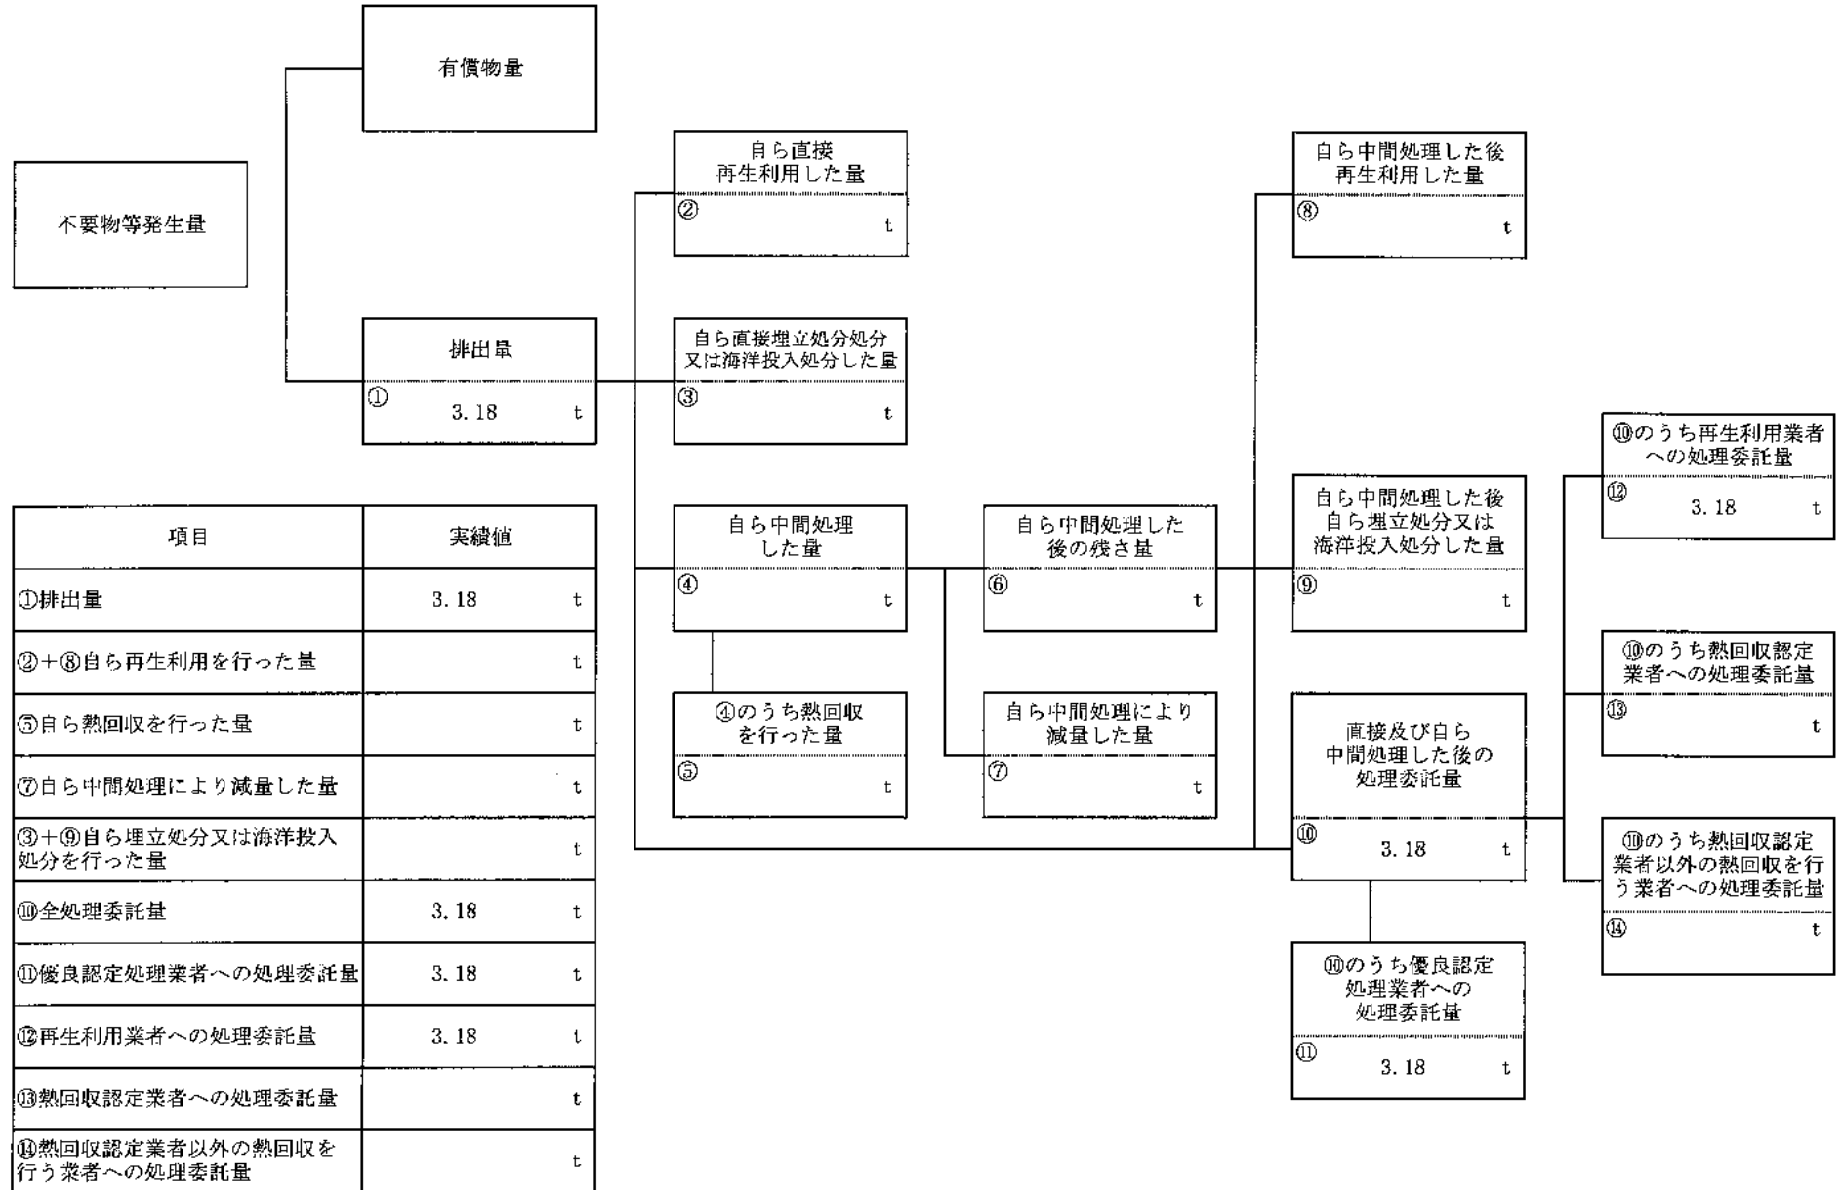 有償物量
不要物等発生量
排出量
①
3.18 t
自ら直接
再生利用した量
②
t
自ら直接埋立処分処分
又は海洋投入処分した量
③
t
自ら中間処理
した量
④
t
④のうち熱回収
を行った量
⑤
t
自ら中間処理した
後の残さ量
⑥
t
自ら中間処理により
減量した量
⑦
t
自ら中間処理した後
再生利用した量
⑧
t
自ら中間処理した後
自ら埋立処分又は
海洋投入処分した量
⑨
t
直接及び自ら
中間処理した後の
処理委託量
⑩
3.18 t
⑩のうち優良認定
処理業者への
処理委託量
⑪
3.18 t
⑩のうち再生利用業者
への処理委託量
⑫
3.18 t
⑩のうち熱回収認定
業者への処理委託量
⑬
t
⑩のうち熱回収認定
業者以外の熱回収を行
う業者への処理委託量
⑭
t
項目 実績値
①排出量 3.18 t
②+⑧自ら再生利用を行った量 t
⑤自ら熱回収を行った量 t
⑦自ら中間処理により減量した量 t
③+⑨自ら埋立処分又は海洋投入
処分を行った量 t
⑩全処理委託量 3.18 t
⑪優良認定処理業者への処理委託量 3.18 t
⑫再生利用業者への処理委託量 3.18 t
⑬熱回収認定業者への処理委託量 t
⑭熱回収認定業者以外の熱回収を
行う業者への処理委託量 t